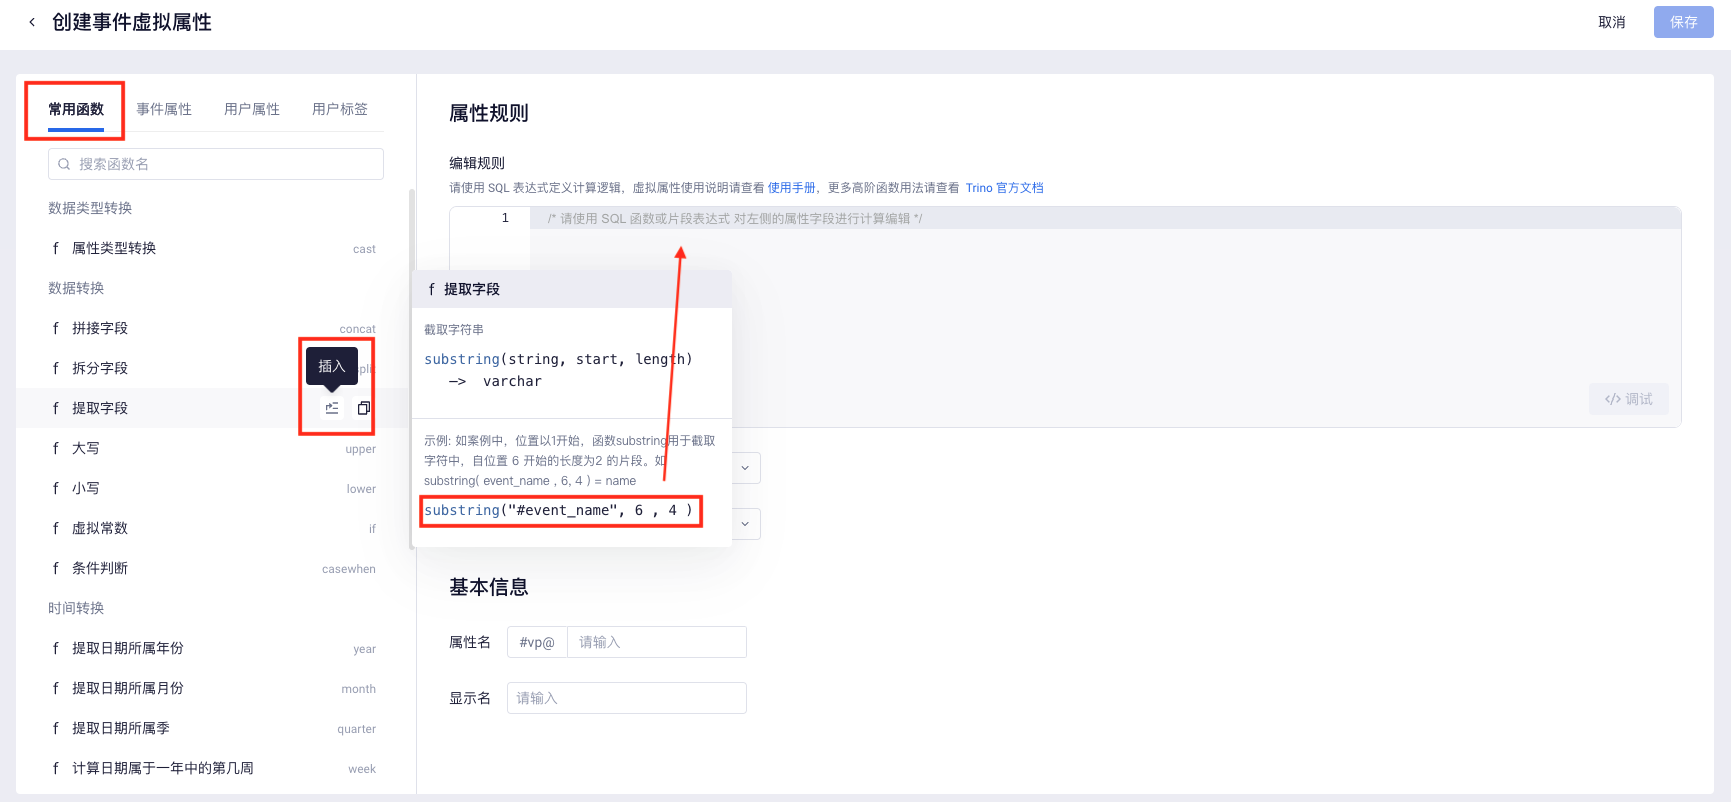 创建事件虚拟属性
取消
保存
常用函数
事件属性
用户属性
用户标签
搜索函数名
数据类型转换
f 属性类型转换 cast
数据转换
f 拼接字段 concat
f 拆分字段
插入
f 提取字段
f 大写 upper
f 小写 lower
f 虚拟常数 if
f 条件判断 casewhen
时间转换
f 提取日期所属年份 year
f 提取日期所属月份 month
f 提取日期所属季 quarter
f 计算日期属于一年中的第几周 week
属性规则
编辑规则
请使用 SQL 表达式定义计算逻辑，虚拟属性使用说明请查看 使用手册，更多高阶函数用法请查看 Trino 官方文档
1 /* 请使用 SQL 函数或片段表达式 对左侧的属性字段进行计算编辑 */
f 提取字段
截取字符串
substring(string, start, length)
—> varchar
示例: 如案例中，位置以1开始，函数substring用于截取
字符中，自位置 6 开始的长度为2 的片段。如
substring( event_name , 6, 4 ) = name
substring("#event_name", 6 , 4 )
</> 调试
基本信息
属性名 #vp@ 请输入
显示名 请输入